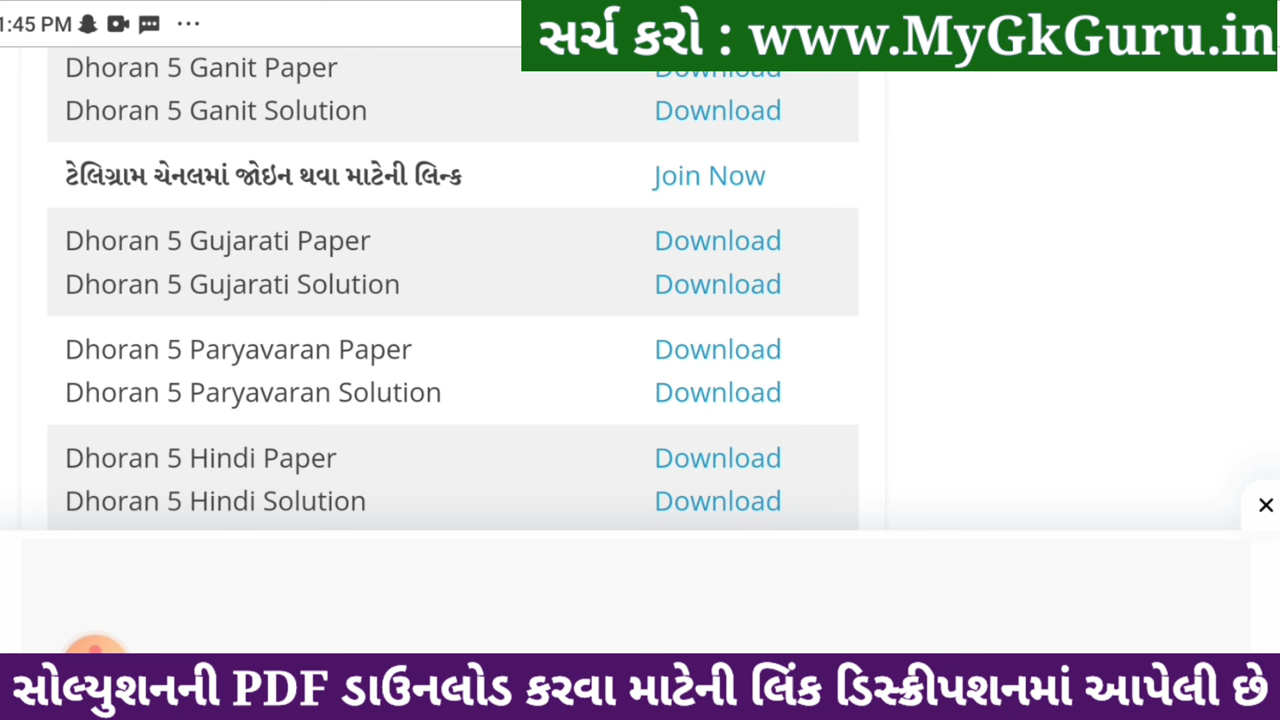 1:45 PM
સર્ચ કરો : www.MyGkGuru.in
Dhoran 5 Ganit Paper Download
Dhoran 5 Ganit Solution Download
ટેલિગ્રામ ચેનલમાં જોઇન થવા માટેની લિન્ક Join Now
Dhoran 5 Gujarati Paper Download
Dhoran 5 Gujarati Solution Download
Dhoran 5 Paryavaran Paper Download
Dhoran 5 Paryavaran Solution Download
Dhoran 5 Hindi Paper Download
Dhoran 5 Hindi Solution Download
સોલ્યુશનની PDF ડાઉનલોડ કરવા માટેની લિંક ડિસ્ક્રીપશનમાં આપેલી છે